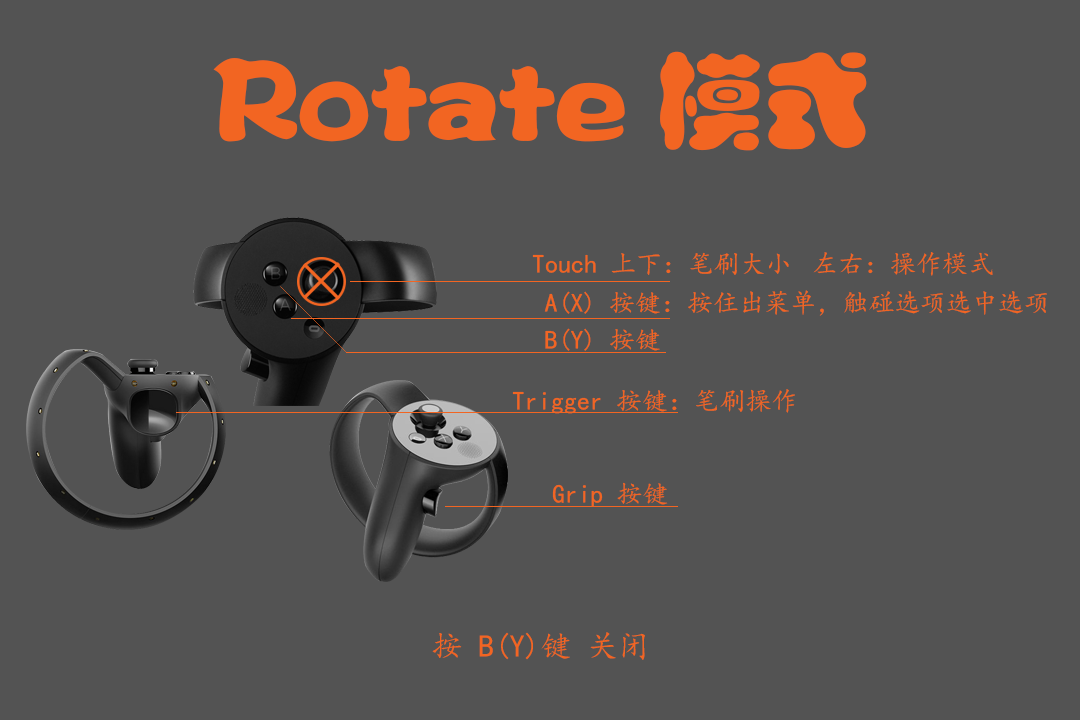 Rotate 模式
Touch 上下：笔刷大小 左右：操作模式
A(X) 按键：按住出菜单，触碰选项选中选项
B(Y) 按键
B
A
Trigger 按键：笔刷操作
Y
A
Grip 按键
按 B(Y)键 关闭